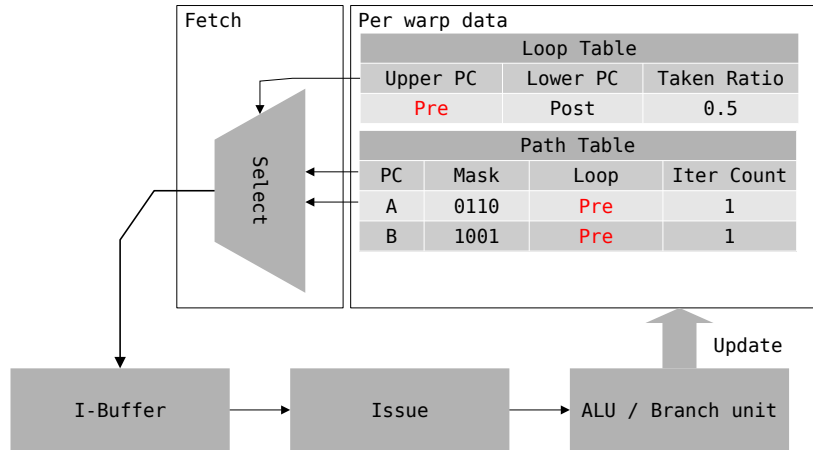 Fetch
Per warp data
Loop Table
Upper PC Lower PC Taken Ratio
Pre Post 0.5
Select
Path Table
PC Mask Loop Iter Count
A 0110 Pre 1
B 1001 Pre 1
Update
I-Buffer
Issue
ALU / Branch unit